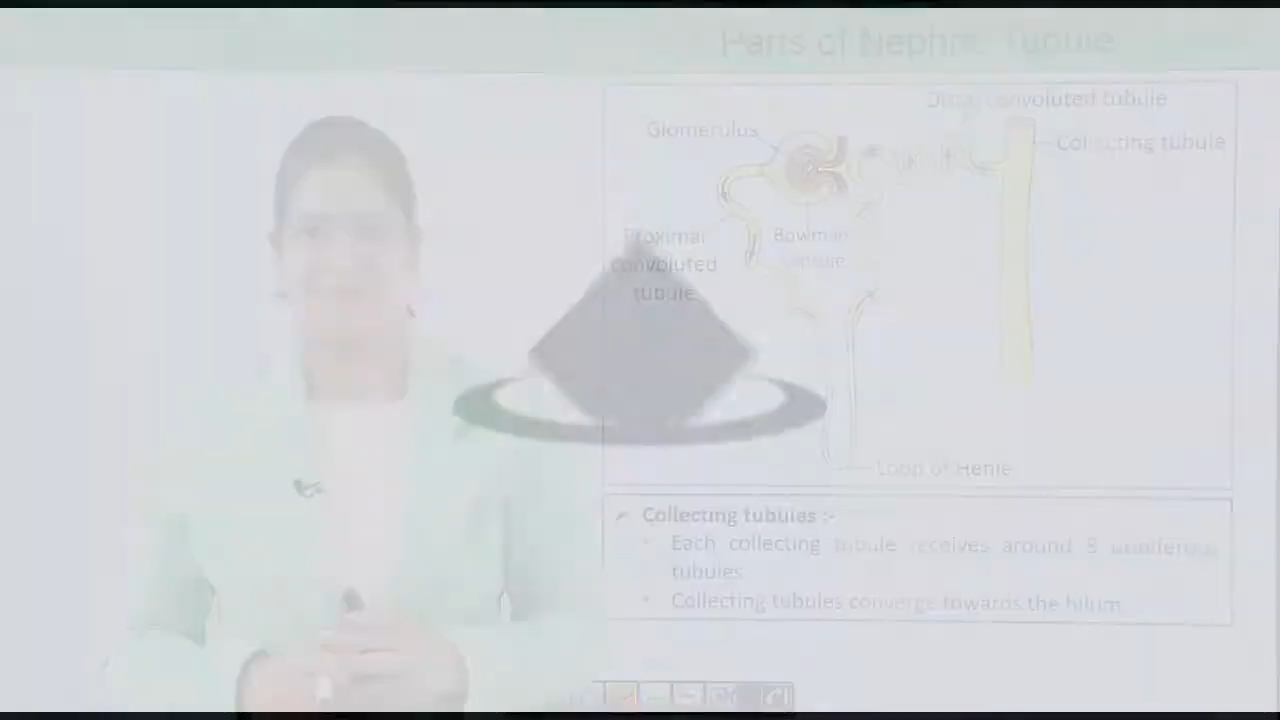 Parts of Nephric Tubule
Distal convoluted tubule
Glomerulus
Collecting tubule
Proximal
convoluted
tubule
Bowman
capsule
Loop of Henle
Collecting tubules :-
Each collecting tubule receives around 8 uriniferous
tubules
Collecting tubules converge towards the hilum